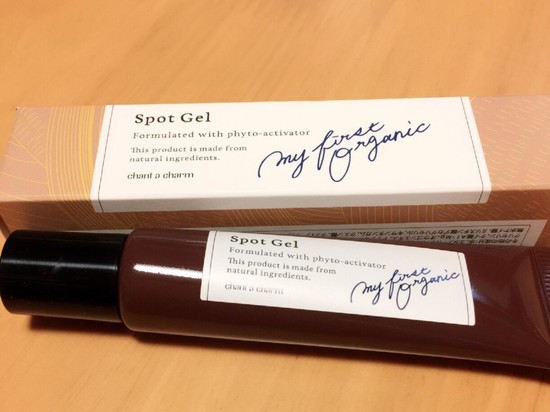 Spot Gel
Formulated with phyto-activator
This product is made from
natural ingredients.
chant a charm
my first
Organic
Spot Gel
Formulated with phyto-activator
This product is made from
natural ingredients.
chant a charm
my first
Organic